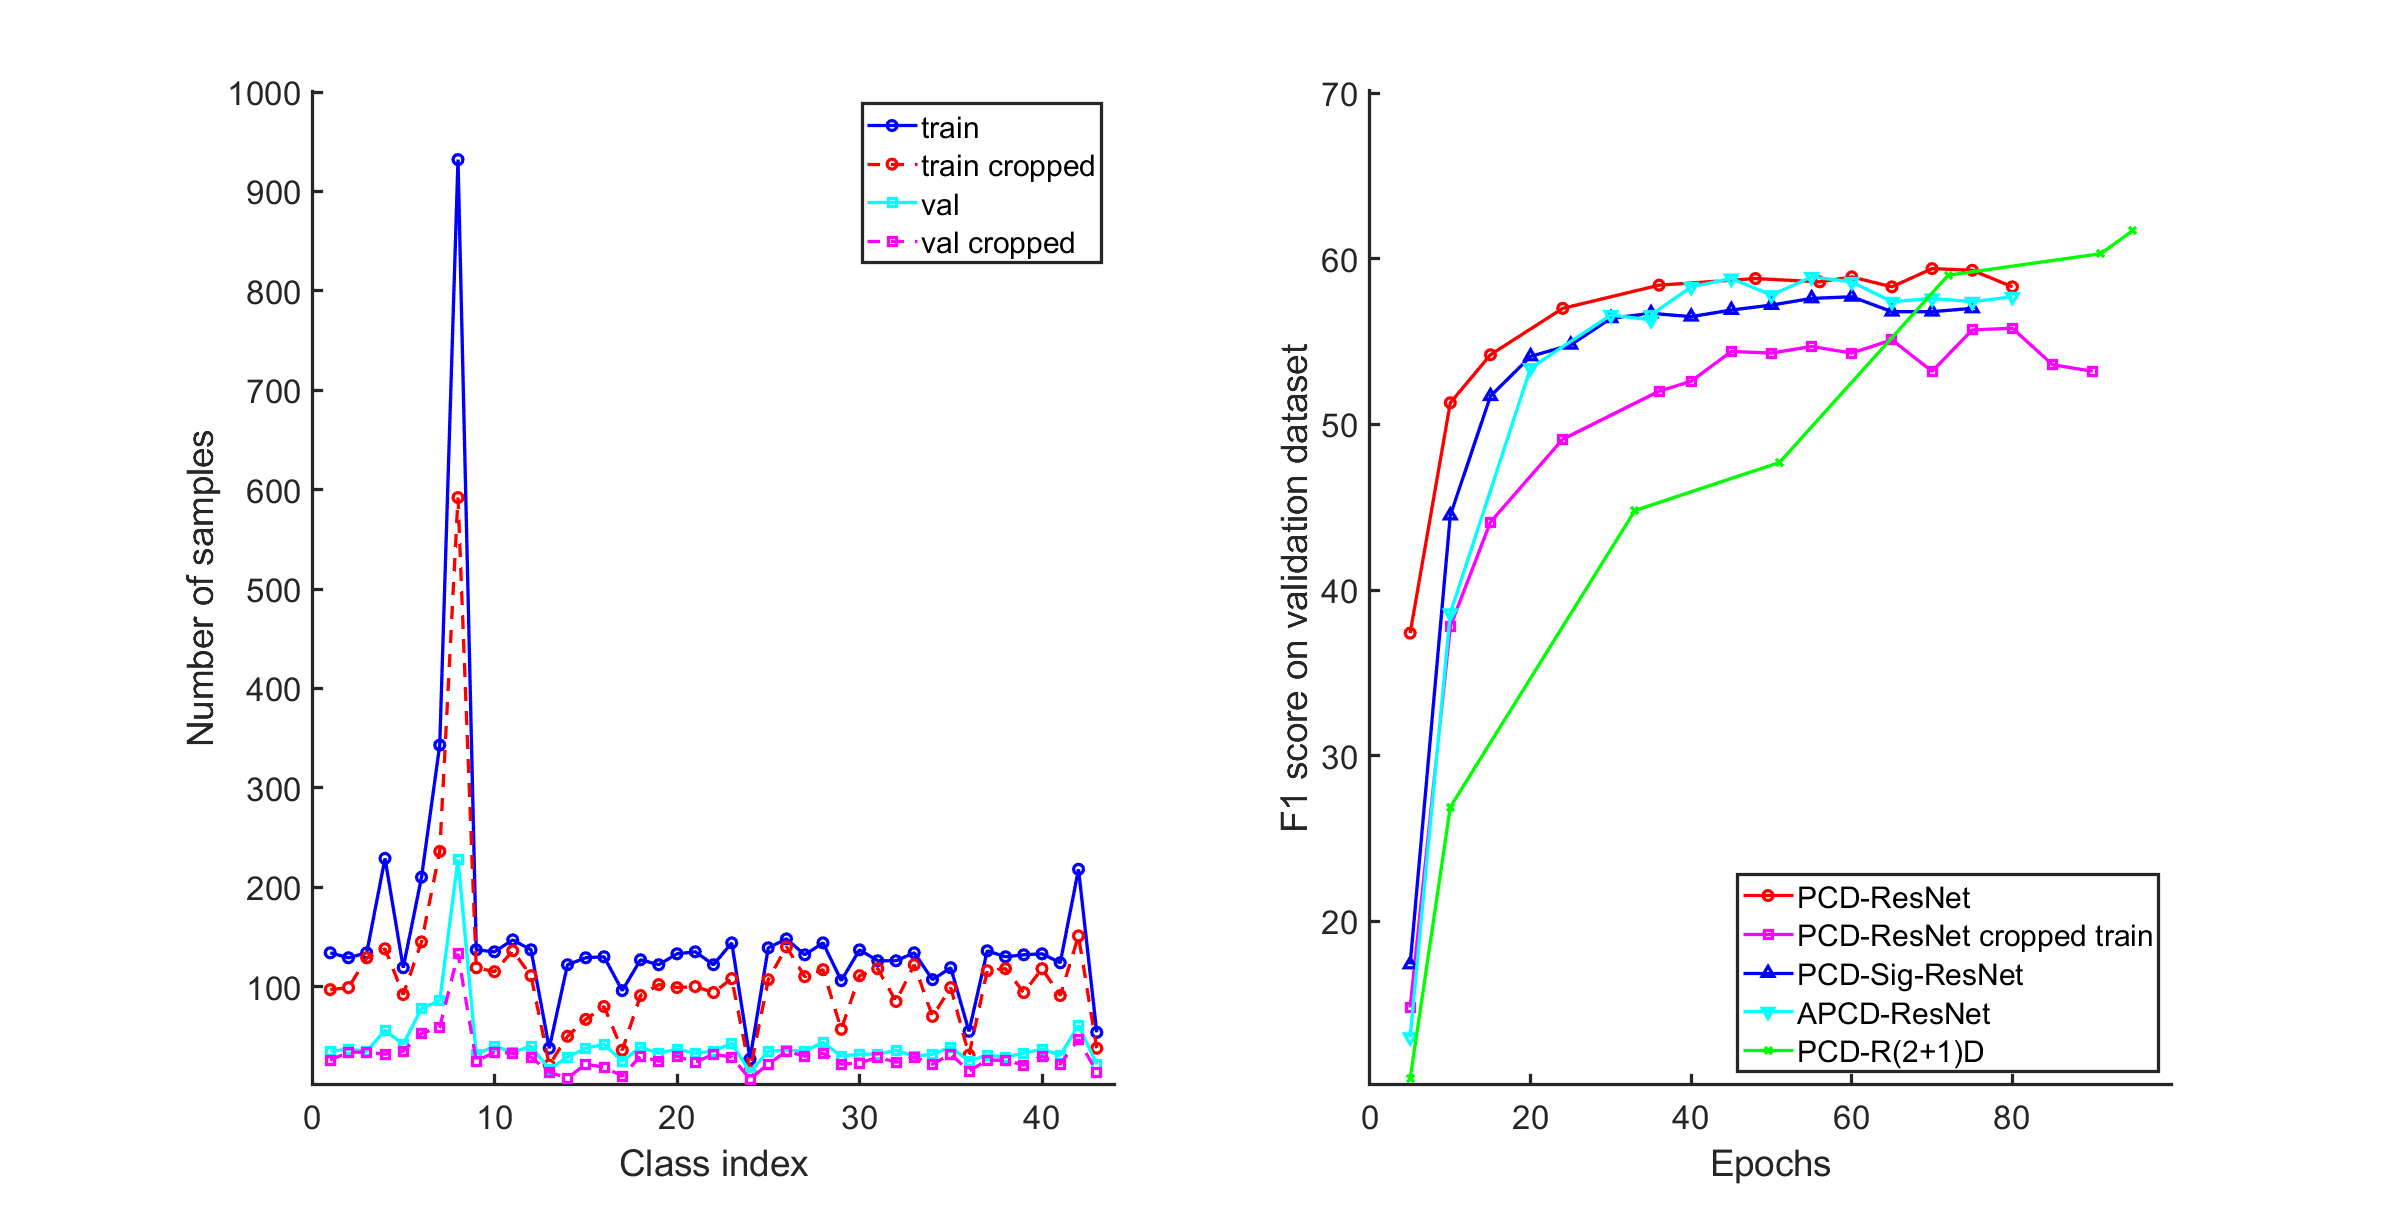 1000
900
800
700
600
500
400
300
200
100
0
10
20
30
40
Number of samples
Class index
train
train cropped
val
val cropped
70
60
50
40
30
20
0
20
40
60
80
F1 score on validation dataset
Epochs
PCD-ResNet
PCD-ResNet cropped train
PCD-Sig-ResNet
APCD-ResNet
PCD-R(2+1)D